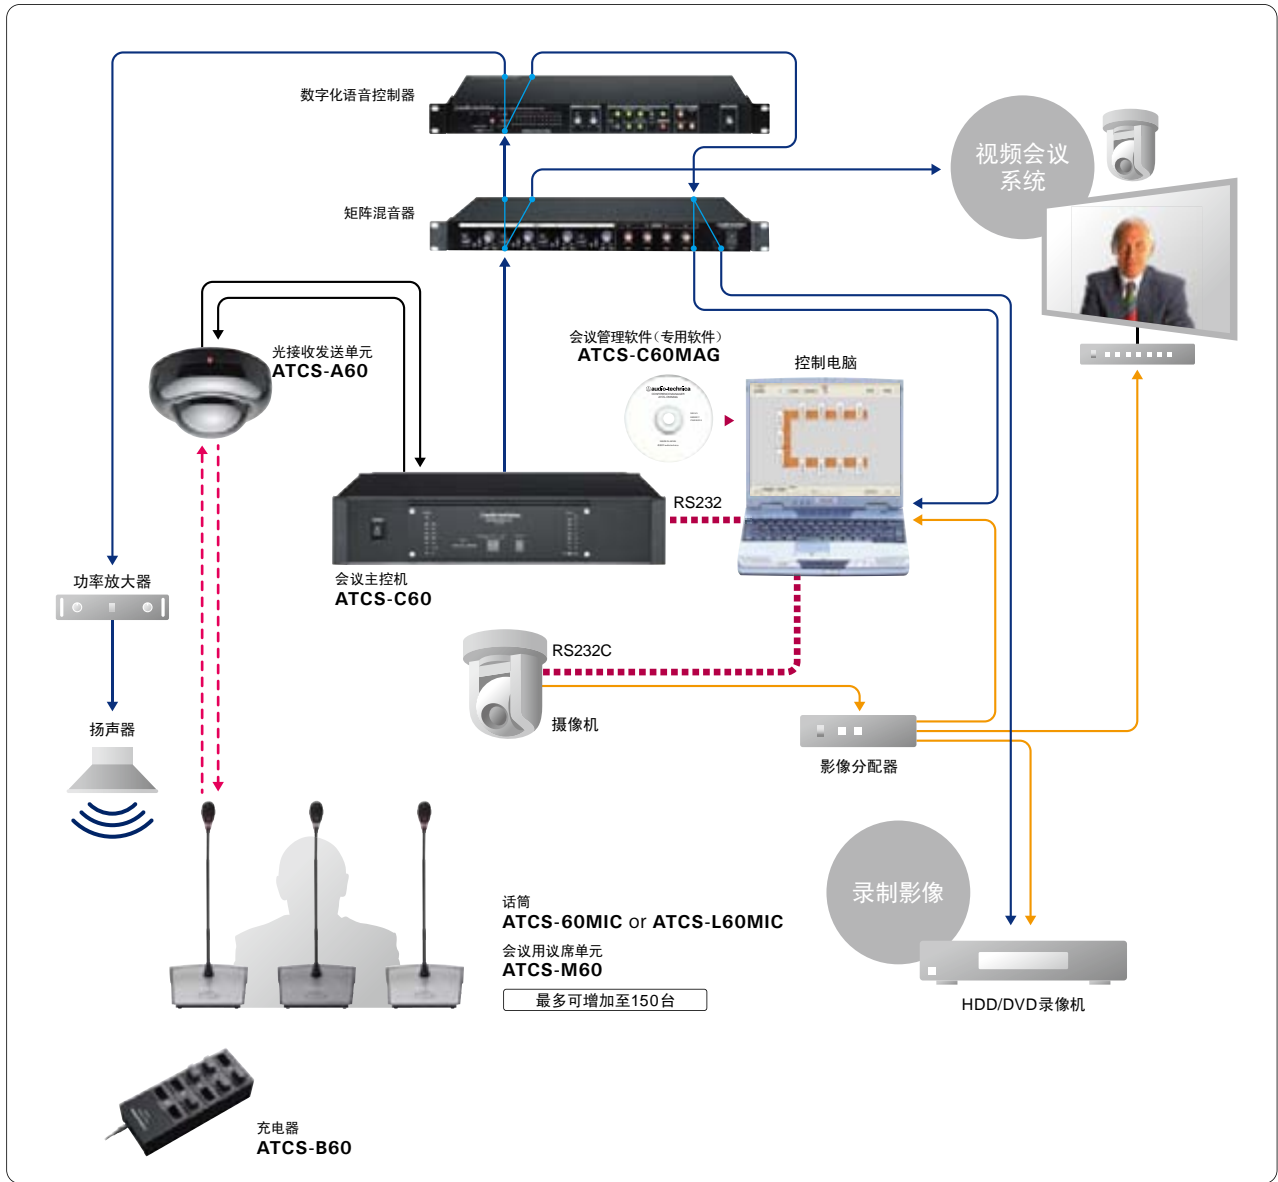 数字化语音控制器
视频会议
系统
矩阵混音器
会议管理软件（专用软件）
ATCS-C60MAG
控制电脑
光接收发送单元
ATCS-A60
audio-technica
RS232
功率放大器
会议主控机
ATCS-C60
RS232C
摄像机
扬声器
影像分配器
录制影像
话筒
ATCS-60MIC or ATCS-L60MIC
会议用议席单元
ATCS-M60
最多可增加至150台
HDD/DVD录像机
充电器
ATCS-B60